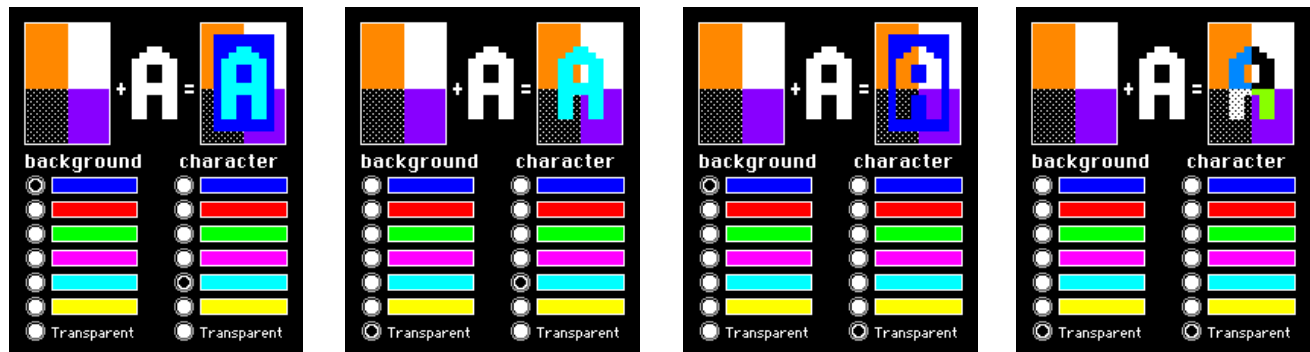 + A = A
background character
Transparent Transparent
+ A = A
background character
Transparent Transparent
+ A = A
background character
Transparent Transparent
+ A = A
background character
Transparent Transparent